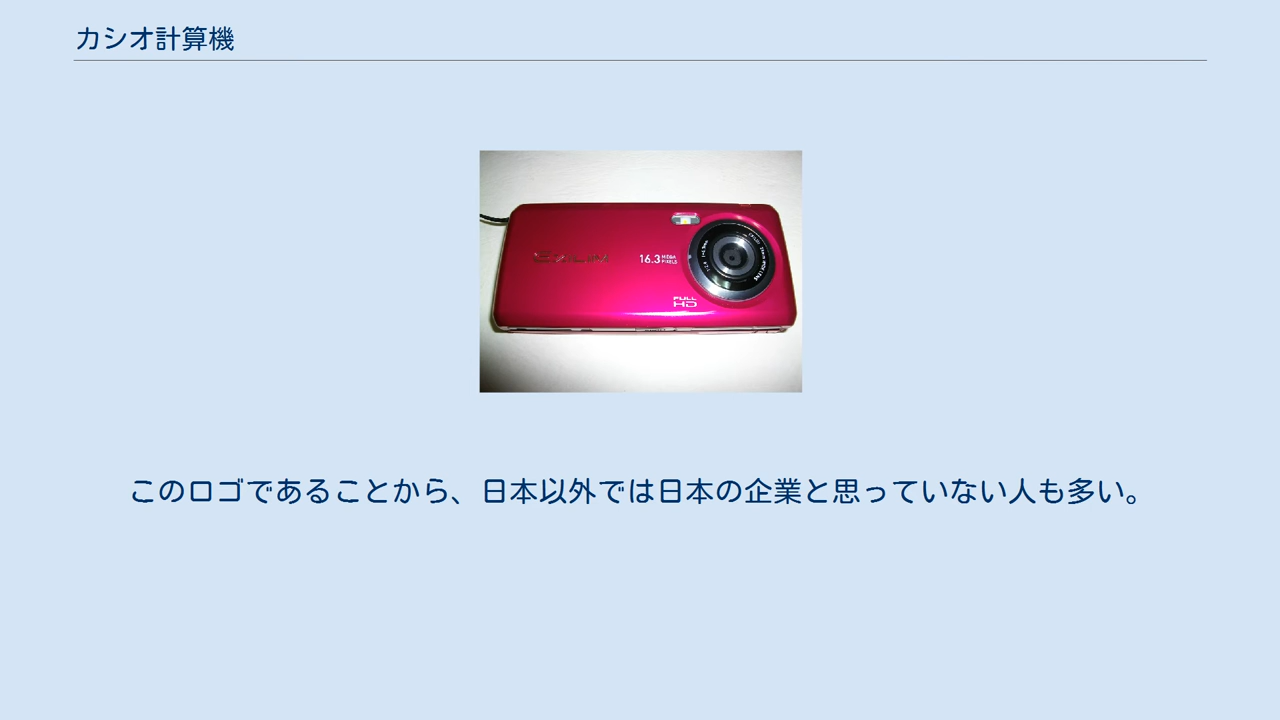 カシオ計算機
EXILIM
16.3 MEGA PIXELS
FULL HD
このロゴであることから、日本以外では日本の企業と思っていない人も多い。